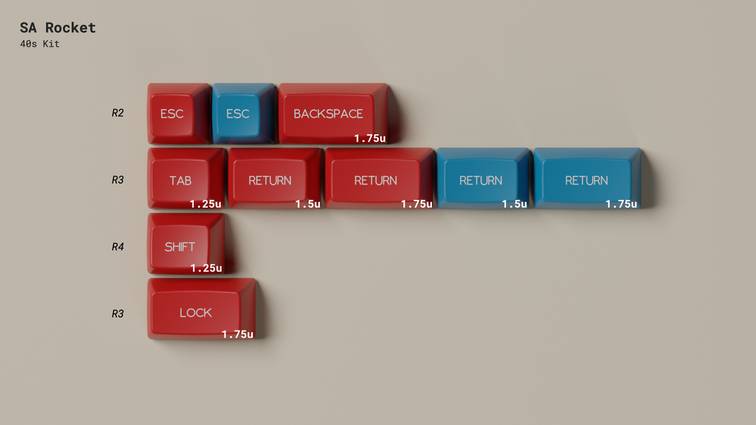 SA Rocket
40s Kit
R2 ESC ESC BACKSPACE
1.75u
R3 TAB RETURN RETURN RETURN RETURN
1.25u 1.5u 1.75u 1.5u 1.75u
R4 SHIFT
1.25u
R3 LOCK
1.75u